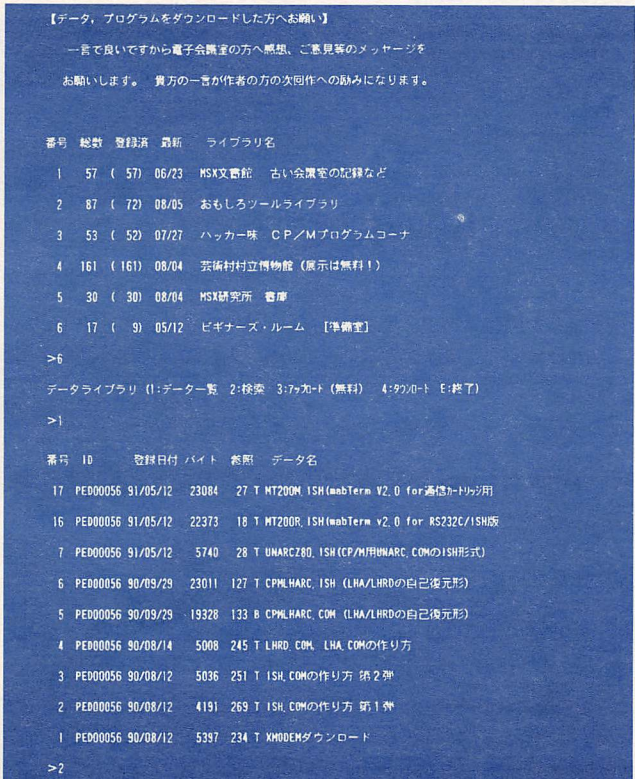 【データ，プログラムをダウンロードした方へお願い】
一言で良いですから電子会議室の方へ感想、ご意見等のメッセージを
お願いします。 貴方の一言が作者の方の次回作への励みになります。
番号 総数 登録済 最新 ライブラリ名
1 57 ( 57) 06/23 MSX文書館 古い会議室の記録など
2 87 ( 72) 08/05 おもしろツールライブラリ
3 53 ( 52) 07/27 ハッカー味 CP/Mプログラムコーナ
4 161 (161) 08/04 芸術村村立博物館（展示は無料！）
5 30 ( 30) 08/04 MSX研究所 書庫
6 17 ( 9) 05/12 ビギナーズ・ルーム [準備室]
>6
データライブラリ (1:データ一覧 2:検索 3:ｱｯﾌﾟﾛｰﾄﾞ（無料） 4:ﾀﾞｳﾝﾛｰﾄﾞ E:終了)
>1
番号 ID 登録日付 バイト 参照 データ名
17 PED00056 91/05/12 23084 27 T MT200M.ISH(mabTerm V2.0 for通信ｶｰﾄﾘｯｼﾞ用
16 PED00056 91/05/12 22373 18 T MT200R.ISH(mabTerm v2.0 for RS232C/ISH版
7 PED00056 91/05/12 5740 28 T UNARCZ80.ISH(CP/M用UNARC.COMのISH形式)
6 PED00056 90/09/29 23011 127 T CPMLHARC.ISH (LHA/LHRDの自己復元形)
5 PED00056 90/09/29 19328 133 B CPMLHARC.COM (LHA/LHRDの自己復元形)
4 PED00056 90/08/14 5008 245 T LHRD.COM, LHA.COMの作り方
3 PED00056 90/08/12 5036 251 T ISH.COMの作り方 第2弾
2 PED00056 90/08/12 4191 269 T ISH.COMの作り方 第1弾
1 PED00056 90/08/12 5397 234 T XMODEMダウンロード
>2